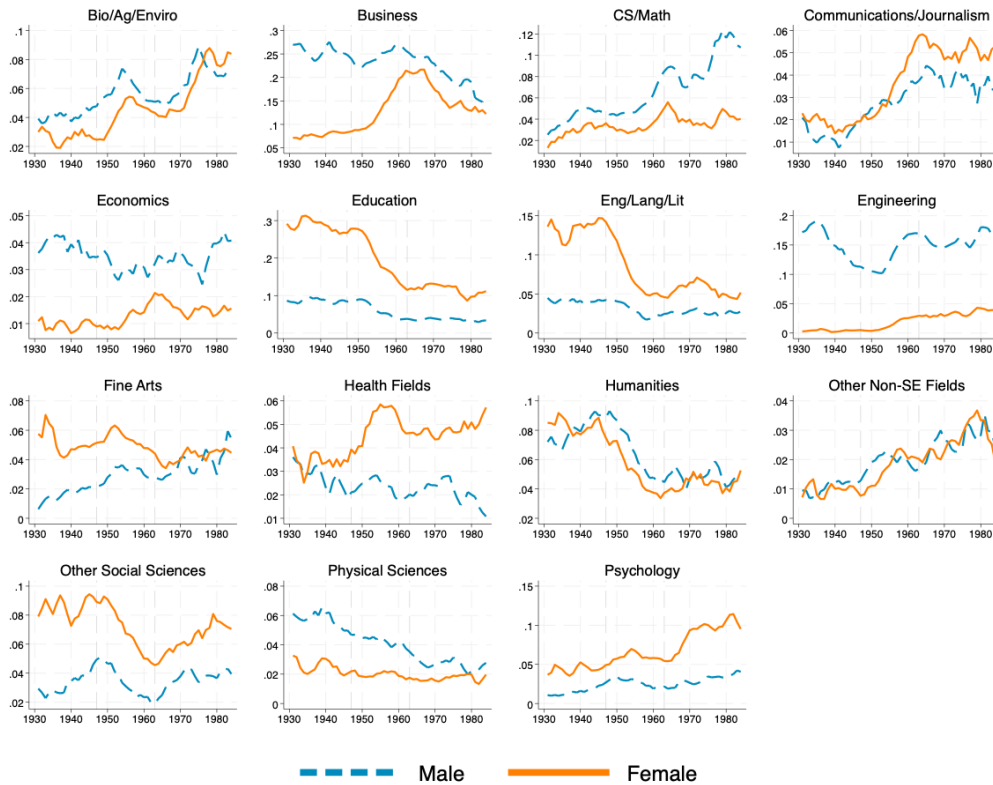 Bio/Ag/Enviro
.1
.08
.06
.04
.02
1930 1940 1950 1960 1970 1980
Business
.3
.25
.2
.15
.1
.05
1930 1940 1950 1960 1970 1980
CS/Math
.12
.1
.08
.06
.04
.02
1930 1940 1950 1960 1970 1980
Communications/Journalism
.06
.05
.04
.03
.02
.01
1930 1940 1950 1960 1970 1980
Economics
.05
.04
.03
.02
.01
1930 1940 1950 1960 1970 1980
Education
.3
.2
.1
0
1930 1940 1950 1960 1970 1980
Eng/Lang/Lit
.15
.1
.05
0
1930 1940 1950 1960 1970 1980
Engineering
.2
.15
.1
.05
0
1930 1940 1950 1960 1970 1980
Fine Arts
.08
.06
.04
.02
0
1930 1940 1950 1960 1970 1980
Health Fields
.06
.05
.04
.03
.02
.01
1930 1940 1950 1960 1970 1980
Humanities
.1
.08
.06
.04
.02
1930 1940 1950 1960 1970 1980
Other Non-SE Fields
.04
.03
.02
.01
0
1930 1940 1950 1960 1970 1980
Other Social Sciences
.1
.08
.06
.04
.02
1930 1940 1950 1960 1970 1980
Physical Sciences
.08
.06
.04
.02
0
1930 1940 1950 1960 1970 1980
Psychology
.15
.1
.05
0
1930 1940 1950 1960 1970 1980
Male Female